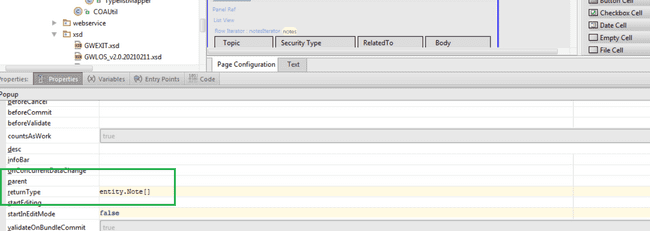 TypelistMapper
COAUtil
webservice
xsd
GWEXIT.xsd
GWLOS_v2.0.20210211.xsd
Panel Ref
List View
Row Iterator : notesIterator notes
Topic Security Type RelatedTo Body
Page Configuration Text
Button Cell
Checkbox Cell
Date Cell
Empty Cell
File Cell
Properties: Properties (V) Variables Entry Points Code
Popup
beforeCancel
beforeCommit
beforeValidate
countsAsWork true
desc
infoBar
onConcurrentDataChange
parent
returnType entity.Note[]
startEditing
startInEditMode false
validateOnBundleCommit true